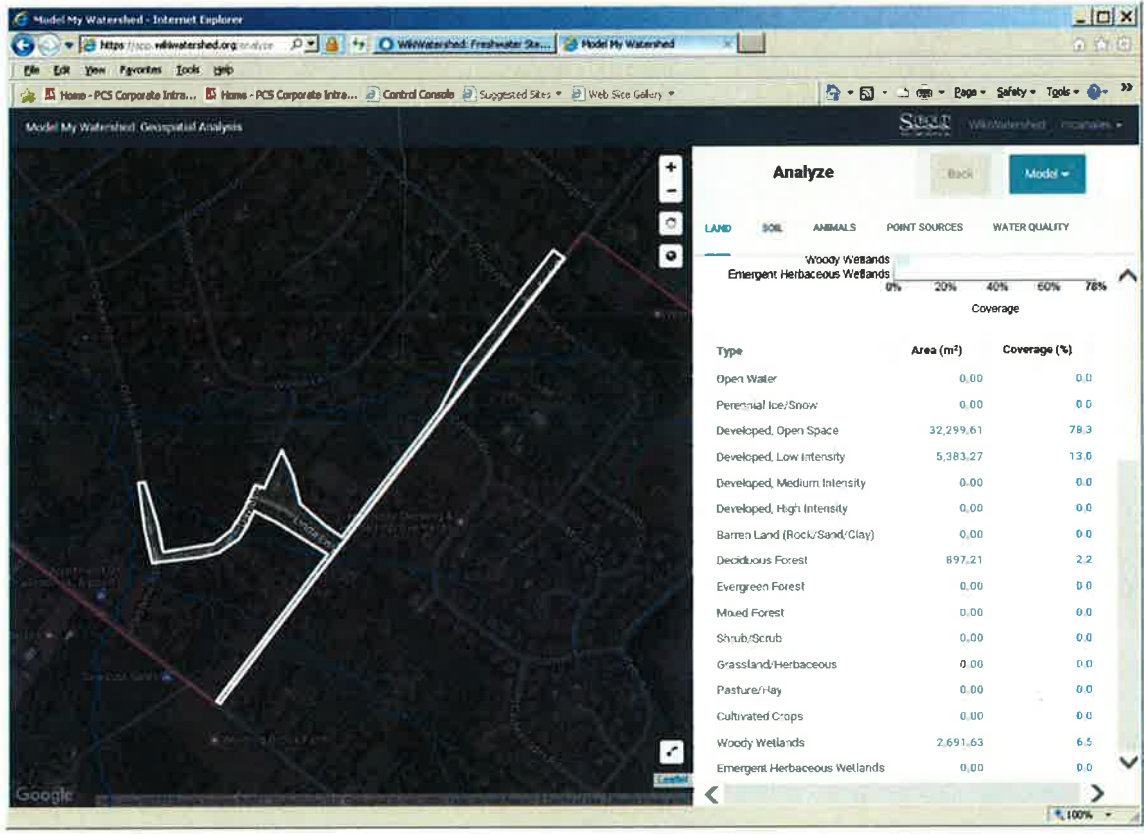 Model My Watershed - Internet Explorer
WikiWatershed: Freshwater Ste... Model My Watershed
File Edit View Favorites Tools Help
Home - PCS Corporate Intra... Home - PCS Corporate Intra... Control Console Suggested Sites Web Slice Gallery Page Safety Tools
Model My Watershed Geospatial Analysis
WikiWatershed
Analyze
Back
Model
LAND SOIL ANIMALS POINT SOURCES WATER QUALITY
Woody Wetlands
Emergent Herbaceous Wetlands
0% 20% 40% 60% 78%
Coverage
Type Area (m²) Coverage (%)
Open Water 0.00 0.0
Perennial Ice/Snow 0.00 0.0
Developed, Open Space 32,299.61 78.3
Developed, Low Intensity 5,383.27 13.0
Developed, Medium Intensity 0.00 0.0
Developed, High Intensity 0.00 0.0
Barren Land (Rock/Sand/Clay) 0.00 0.0
Deciduous Forest 897.21 2.2
Evergreen Forest 0.00 0.0
Mixed Forest 0.00 0.0
Shrub/Scrub 0.00 0.0
Grassland/Herbaceous 0.00 0.0
Pasture/Hay 0.00 0.0
Cultivated Crops 0.00 0.0
Woody Wetlands 2,691.63 6.5
Emergent Herbaceous Wetlands 0.00 0.0
Leaflet
Google
100%